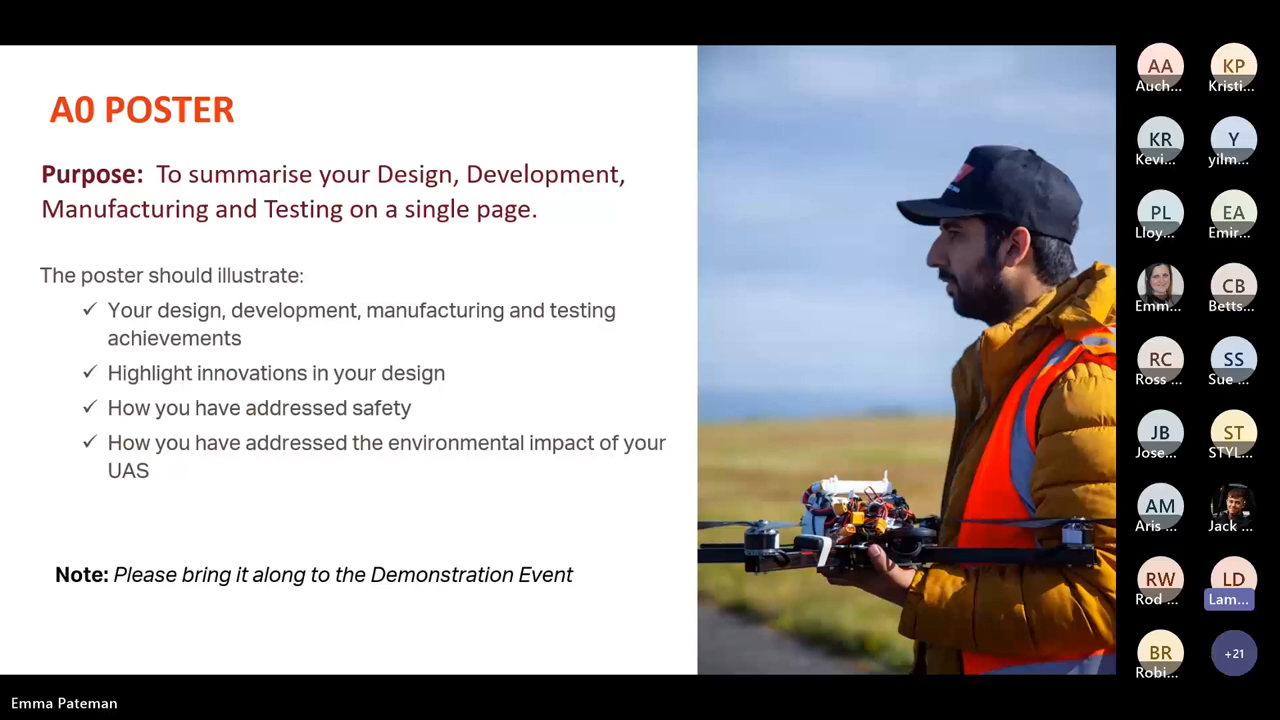 A0 POSTER
Purpose: To summarise your Design, Development,
Manufacturing and Testing on a single page.
The poster should illustrate:
✓ Your design, development, manufacturing and testing
achievements
✓ Highlight innovations in your design
✓ How you have addressed safety
✓ How you have addressed the environmental impact of your
UAS
Note: Please bring it along to the Demonstration Event
Emma Pateman
AA
Auch...
KP
Kristi...
KR
Kevi...
Y
yilm...
PL
Lloy...
EA
Emir...
Emm...
CB
Betts...
RC
Ross ...
SS
Sue ...
JB
Jose...
ST
STYL...
AM
Aris ...
Jack ...
RW
Rod ...
LD
Lam...
BR
Robi...
+21